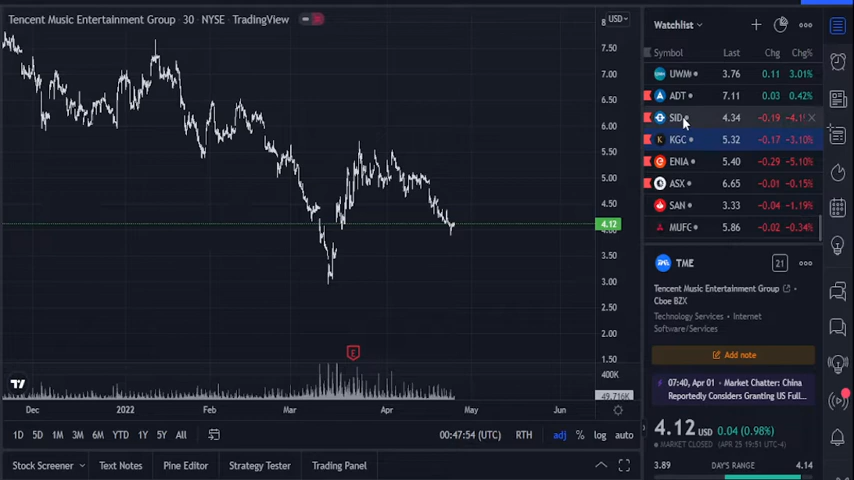 Tencent Music Entertainment Group · 30 · NYSE · TradingView
USD
7.50
7.00
6.50
6.00
5.50
5.00
4.50
4.12
3.50
3.00
2.50
2.00
1.50
400K
49.716K
E
Dec 2022 Feb Mar Apr May Jun
1D 5D 1M 3M 6M YTD 1Y 5Y All 00:47:54 (UTC) RTH adj % log auto
Stock Screener Text Notes Pine Editor Strategy Tester Trading Panel
Watchlist
Symbol Last Chg Chg%
UWM 3.76 0.11 3.01%
ADT 7.11 0.03 0.42%
SID 4.34 −0.19
KGC 5.32 −0.17 −3.10%
ENIA 5.40 −0.29 −5.10%
ASX 6.65 −0.01 −0.15%
SAN 3.33 −0.04 −1.19%
MUFC 5.86 −0.02 −0.34%
TME 21
Tencent Music Entertainment Group •
Cboe BZX
Technology Services • Internet
Software/Services
Add note
07:40, Apr 01 • Market Chatter: China
Reportedly Considers Granting US Full...
4.12 USD 0.04 (0.98%)
MARKET CLOSED (APR 25 19:51 UTC-4)
3.89 DAY'S RANGE 4.14